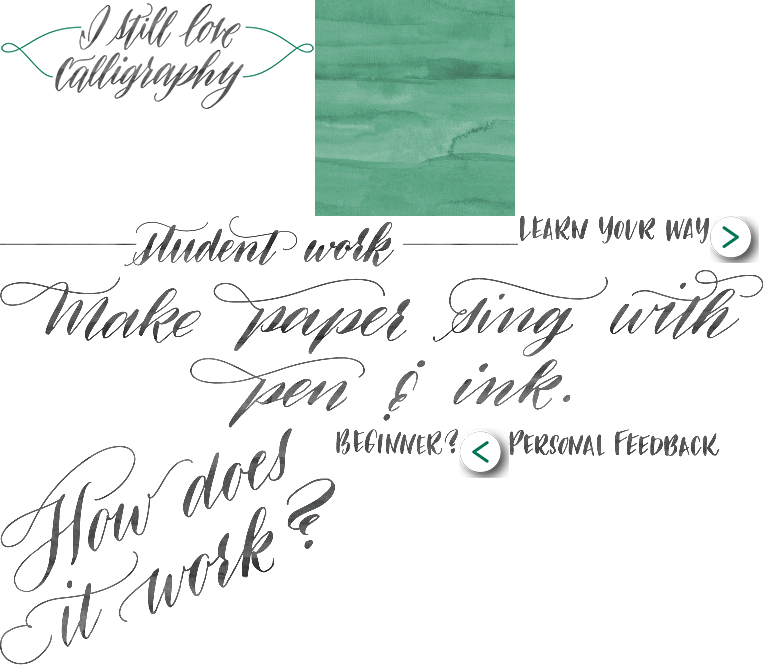 I still love
Calligraphy
student work
LEARN YOUR WAY
Make paper sing with
pen & ink.
BEGINNER?
PERSONAL FEEDBACK
How does
it work?